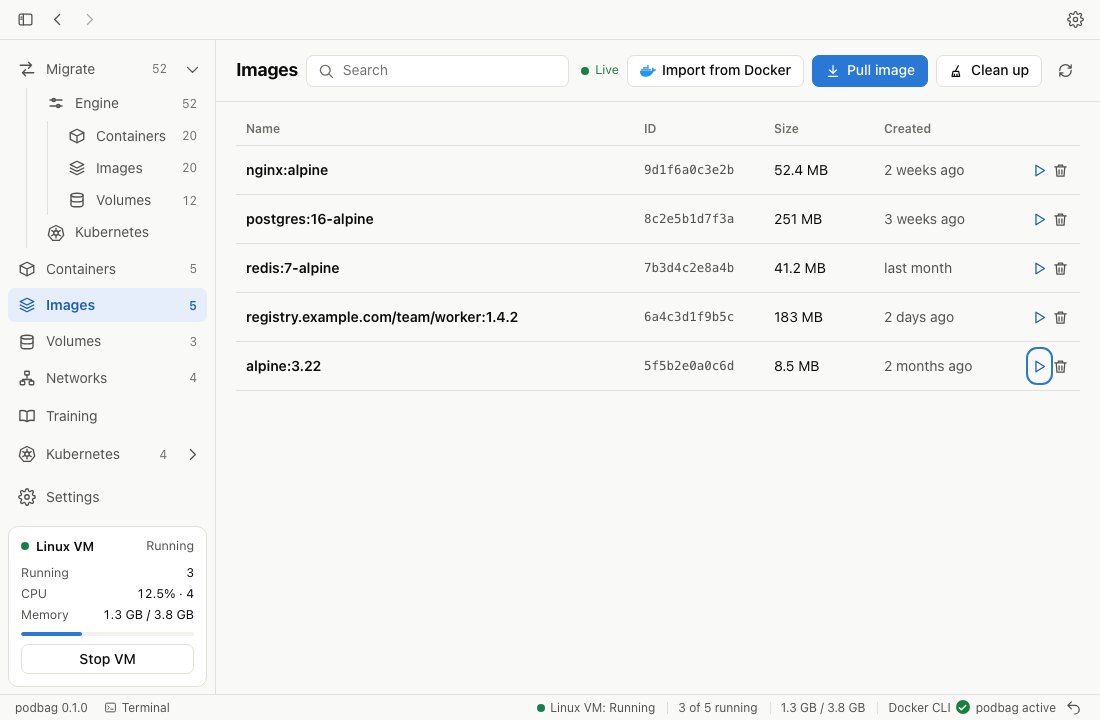 Migrate 52
Engine 52
Containers 20
Images 20
Volumes 12
Kubernetes
Containers 5
Images 5
Volumes 3
Networks 4
Training
Kubernetes 4
Settings
Linux VM Running
Running 3
CPU 12.5% · 4
Memory 1.3 GB / 3.8 GB
Stop VM
Images Search Live Import from Docker Pull image Clean up
Name ID Size Created
nginx:alpine 9d1f6a0c3e2b 52.4 MB 2 weeks ago
postgres:16-alpine 8c2e5b1d7f3a 251 MB 3 weeks ago
redis:7-alpine 7b3d4c2e8a4b 41.2 MB last month
registry.example.com/team/worker:1.4.2 6a4c3d1f9b5c 183 MB 2 days ago
alpine:3.22 5f5b2e0a0c6d 8.5 MB 2 months ago
podbag 0.1.0 Terminal Linux VM: Running 3 of 5 running 1.3 GB / 3.8 GB Docker CLI podbag active